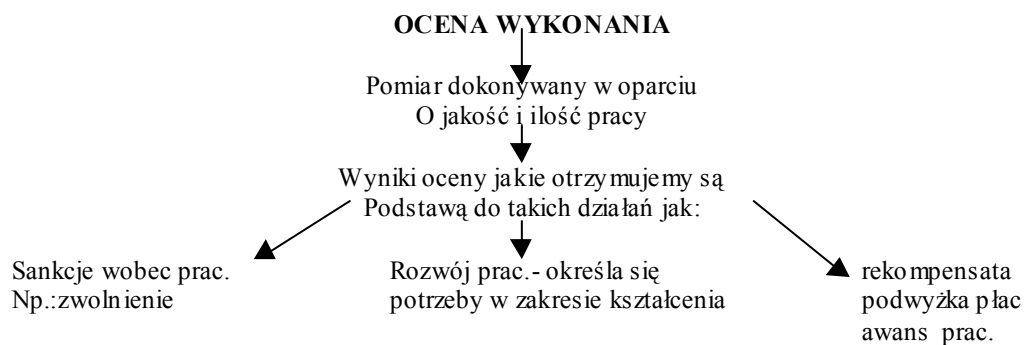 OCENA WYKONANIA
Pomiar dokonywany w oparciu
O jakość i ilość pracy
Wyniki oceny jakie otrzymujemy są
Podstawą do takich działań jak:
Sankcje wobec prac.
Np.:zwolnienie
Rozwój prac.- określa się
potrzeby w zakresie kształcenia
rekompensata
podwyżka płac
awans prac.